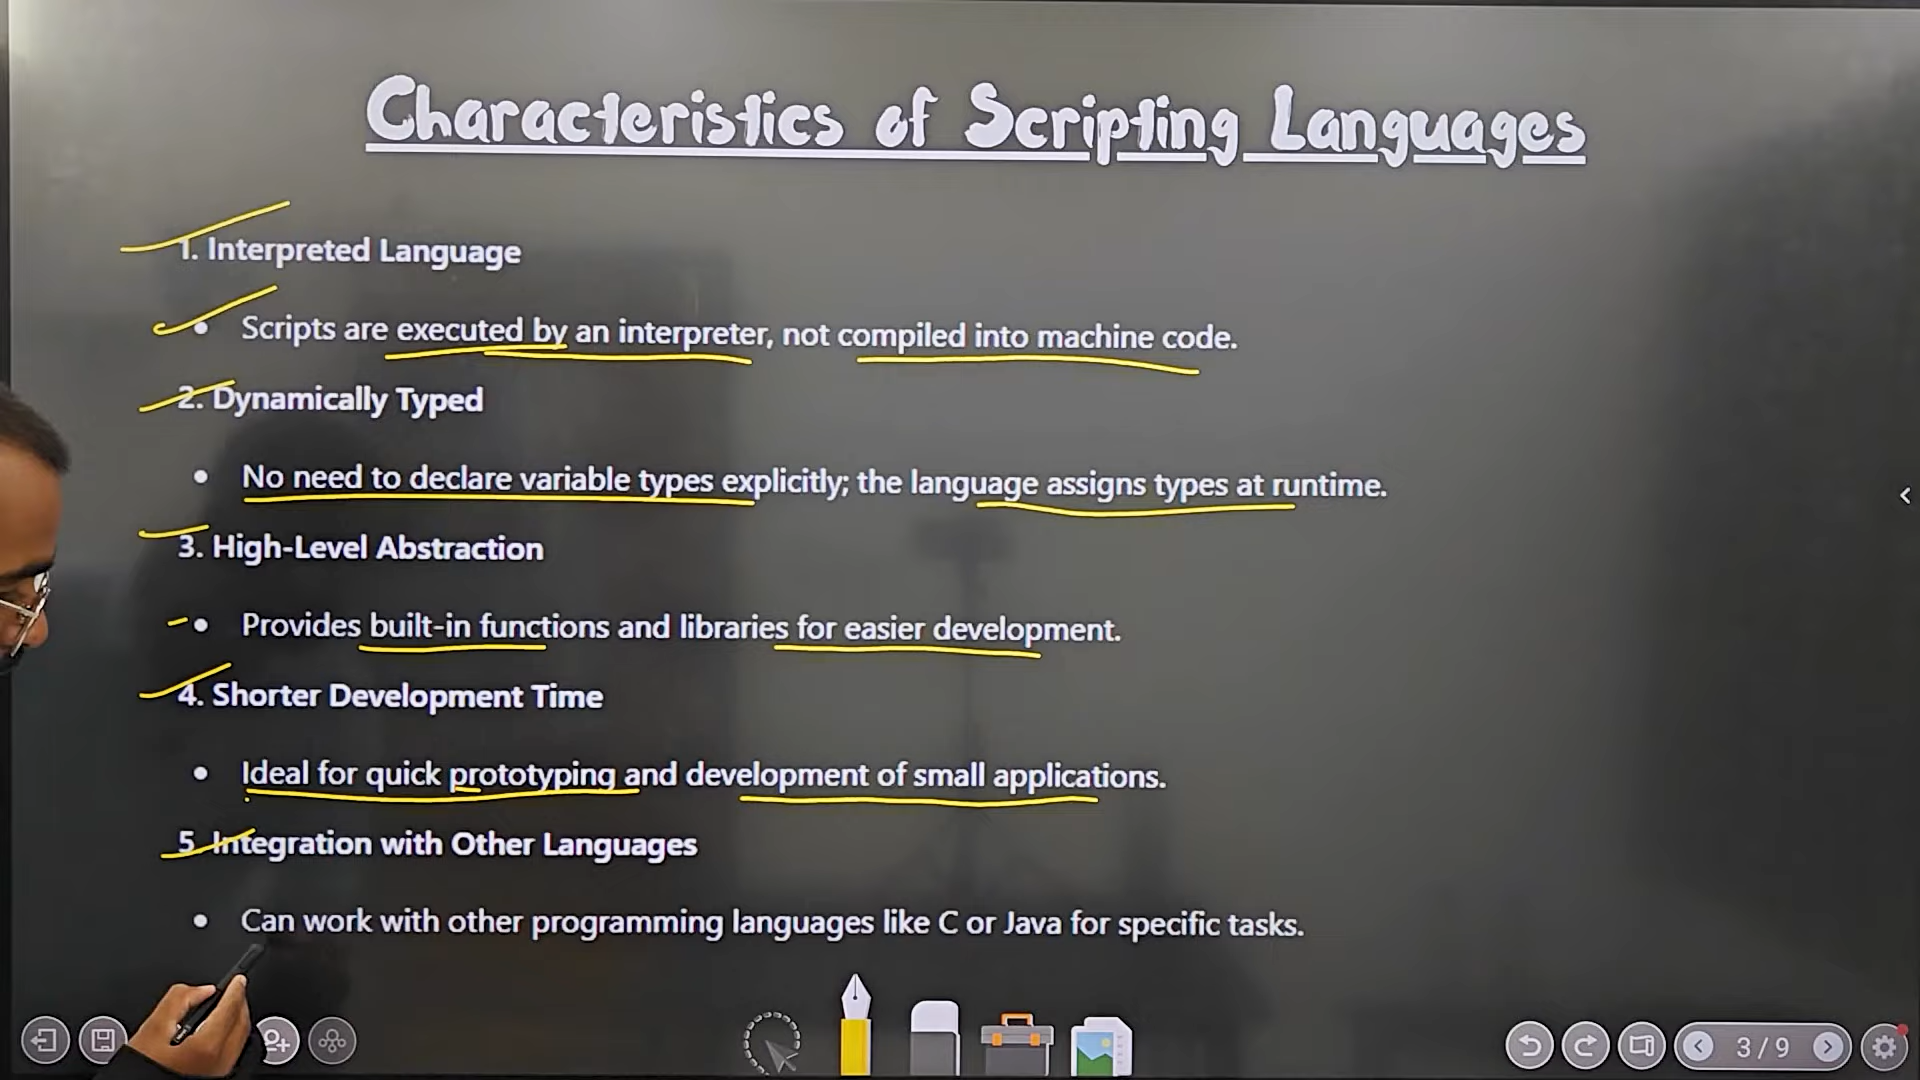 Characteristics of Scripting Languages
1. Interpreted Language
• Scripts are executed by an interpreter, not compiled into machine code.
2. Dynamically Typed
• No need to declare variable types explicitly; the language assigns types at runtime.
3. High-Level Abstraction
• Provides built-in functions and libraries for easier development.
4. Shorter Development Time
• Ideal for quick prototyping and development of small applications.
5. Integration with Other Languages
• Can work with other programming languages like C or Java for specific tasks.
3 / 9